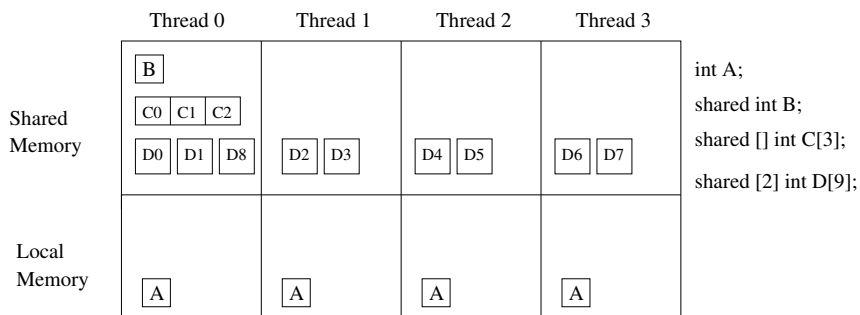 Thread 0 Thread 1 Thread 2 Thread 3
B
int A;
C0 C1 C2
shared int B;
Shared
Memory
shared [] int C[3];
D0 D1 D8 D2 D3 D4 D5 D6 D7
shared [2] int D[9];
Local
Memory
A A A A